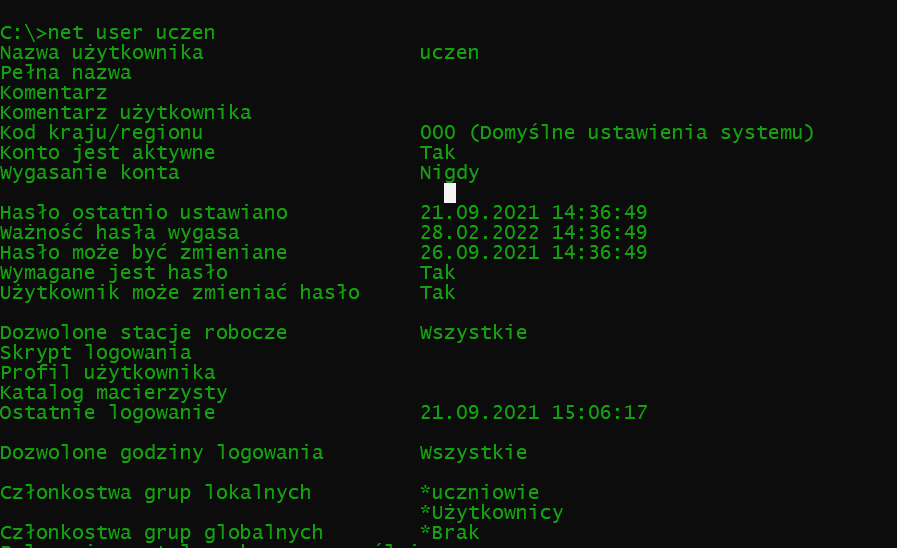 C:\>net user uczen
Nazwa użytkownika uczen
Pełna nazwa
Komentarz
Komentarz użytkownika
Kod kraju/regionu 000 (Domyślne ustawienia systemu)
Konto jest aktywne Tak
Wygasanie konta Nigdy
Hasło ostatnio ustawiano 21.09.2021 14:36:49
Ważność hasła wygasa 28.02.2022 14:36:49
Hasło może być zmieniane 26.09.2021 14:36:49
Wymagane jest hasło Tak
Użytkownik może zmieniać hasło Tak
Dozwolone stacje robocze Wszystkie
Skrypt logowania
Profil użytkownika
Katalog macierzysty
Ostatnie logowanie 21.09.2021 15:06:17
Dozwolone godziny logowania Wszystkie
Członkostwa grup lokalnych *uczniowie
*Użytkownicy
Członkostwa grup globalnych *Brak